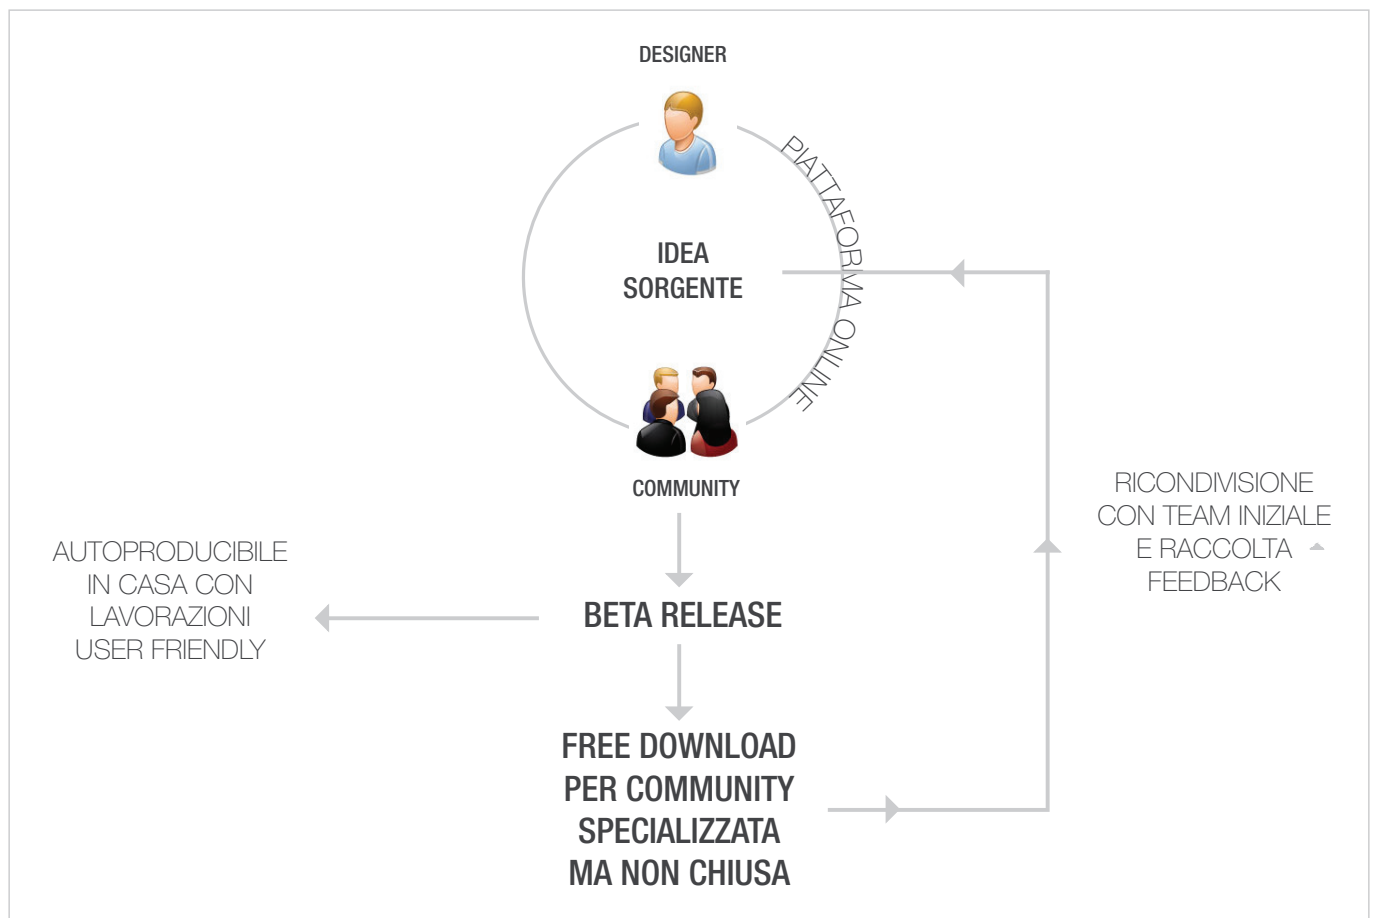 DESIGNER
PIATTAFORMA ONLINE
IDEA
SORGENTE
COMMUNITY
RICONDIVISIONE
CON TEAM INIZIALE
E RACCOLTA
FEEDBACK
AUTOPRODUCIBILE
IN CASA CON
LAVORAZIONI
USER FRIENDLY
BETA RELEASE
FREE DOWNLOAD
PER COMMUNITY
SPECIALIZZATA
MA NON CHIUSA